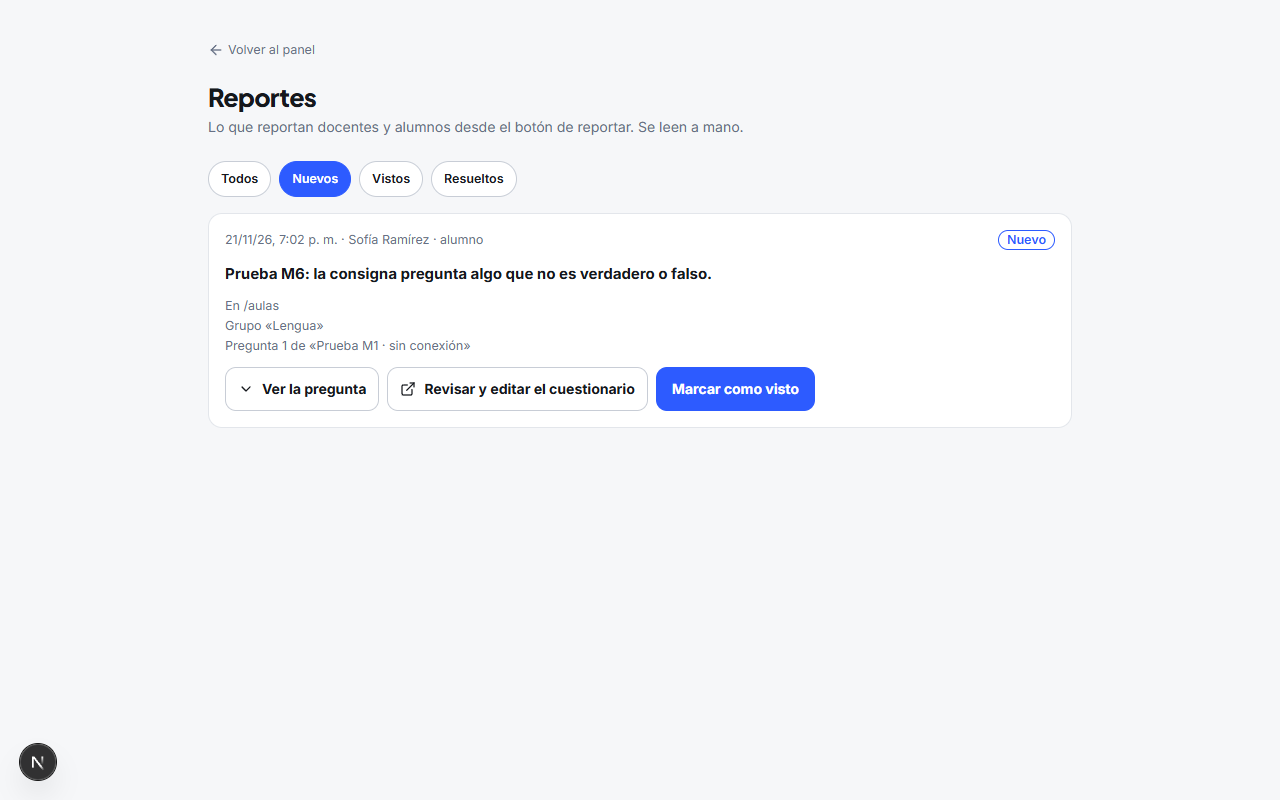 Volver al panel
Reportes
Lo que reportan docentes y alumnos desde el botón de reportar. Se leen a mano.
Todos
Nuevos
Vistos
Resueltos
21/11/26, 7:02 p. m. · Sofía Ramírez · alumno
Nuevo
Prueba M6: la consigna pregunta algo que no es verdadero o falso.
En /aulas
Grupo «Lengua»
Pregunta 1 de «Prueba M1 · sin conexión»
Ver la pregunta
Revisar y editar el cuestionario
Marcar como visto
N